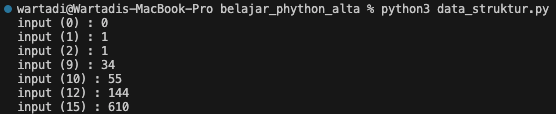 wartadi@Wartadis-MacBook-Pro belajar_phython_alta % python3 data_struktur.py
input (0) : 0
input (1) : 1
input (2) : 1
input (9) : 34
input (10) : 55
input (12) : 144
input (15) : 610